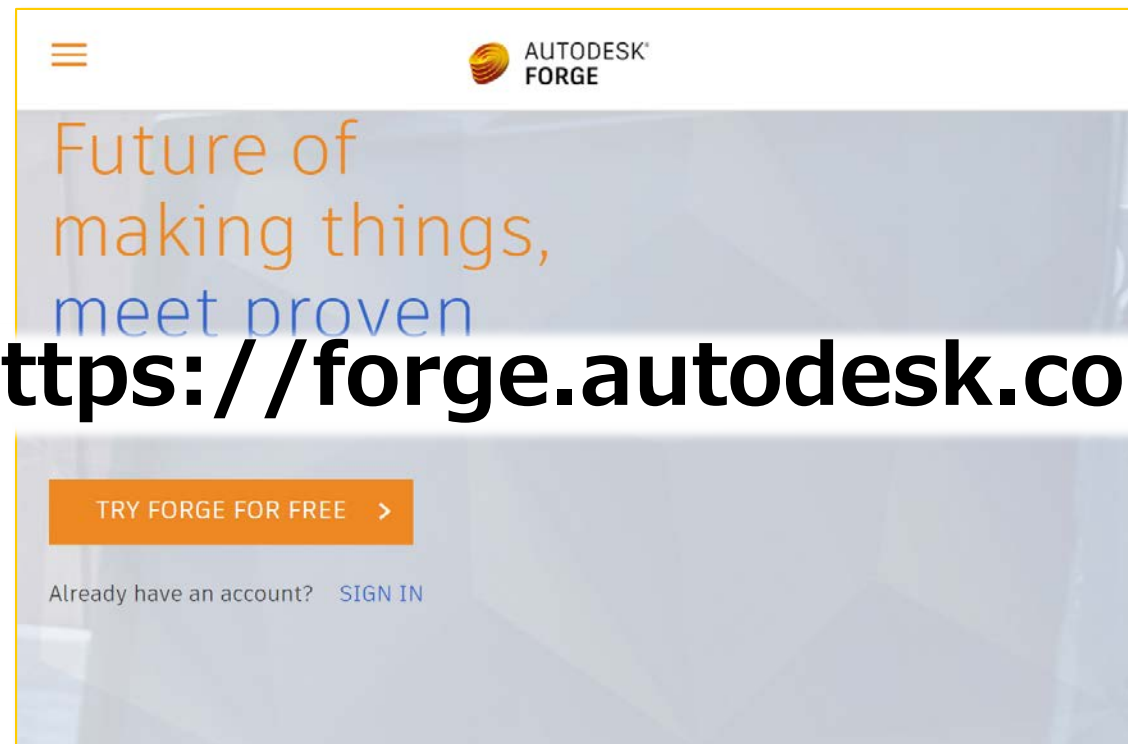 AUTODESK®
FORGE
Future of
making things,
meet proven
ttps://forge.autodesk.co
TRY FORGE FOR FREE >
Already have an account? SIGN IN